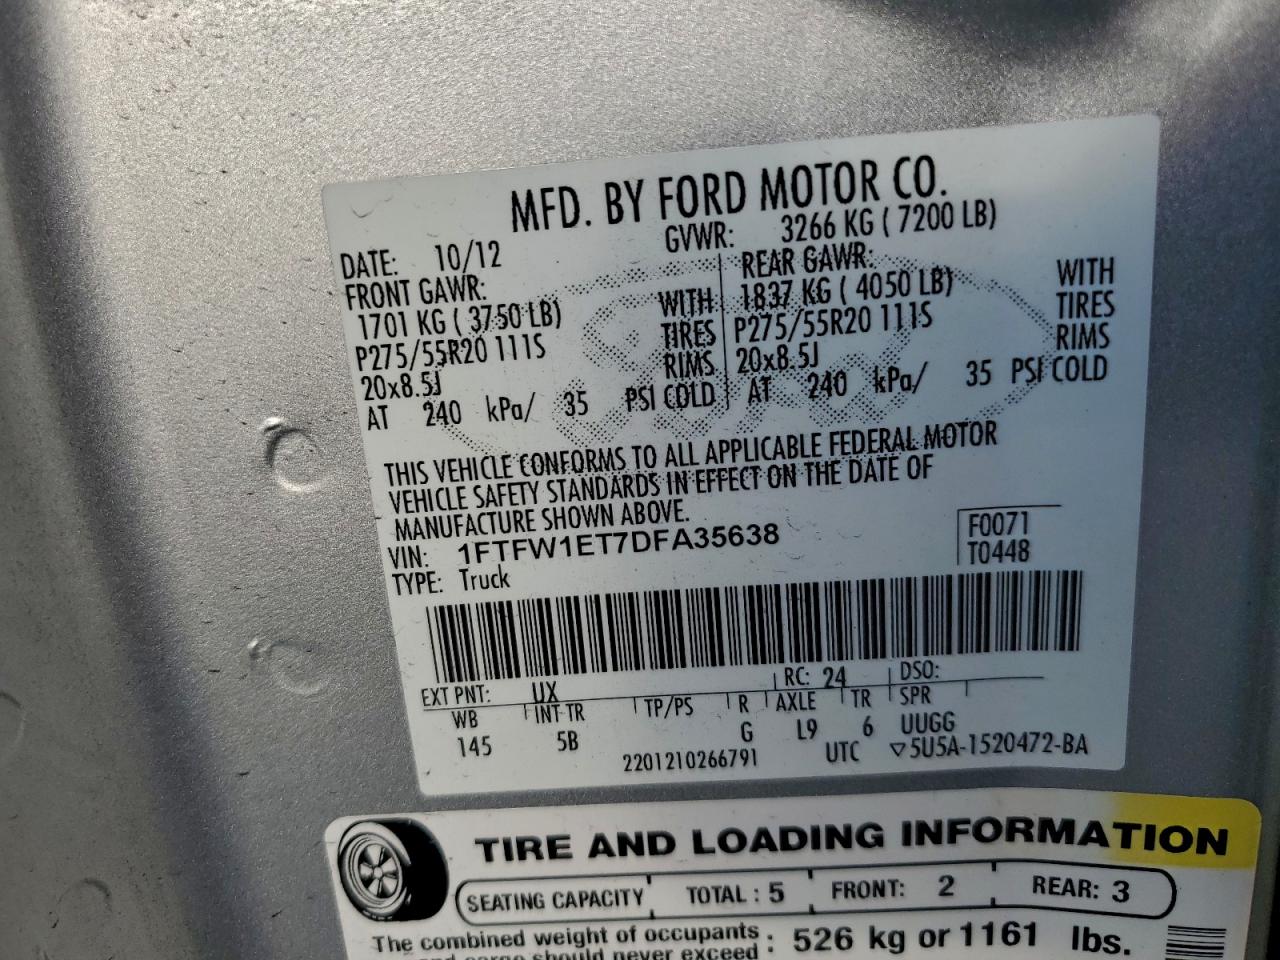 MFD. BY FORD MOTOR CO.
DATE: 10/12 GVWR: 3266 KG ( 7200 LB)
FRONT GAWR: REAR GAWR:
1701 KG ( 3750 LB) WITH 1837 KG ( 4050 LB) WITH
P275/55R20 111S TIRES P275/55R20 111S TIRES
20x8.5J RIMS 20x8.5J RIMS
AT 240 kPa/ 35 PSI COLD AT 240 kPa/ 35 PSI COLD
THIS VEHICLE CONFORMS TO ALL APPLICABLE FEDERAL MOTOR
VEHICLE SAFETY STANDARDS IN EFFECT ON THE DATE OF
MANUFACTURE SHOWN ABOVE.
VIN: 1FTFW1ET7DFA35638 F0071
TYPE: Truck T0448
EXT PNT: UX RC: 24 DSO:
WB INT TR TP/PS R AXLE TR SPR
145 5B G L9 6 UUGG
2201210266791 UTC ▽5U5A-1520472-BA
TIRE AND LOADING INFORMATION
SEATING CAPACITY TOTAL : 5 FRONT: 2 REAR: 3
The combined weight of occupants : 526 kg or 1161 lbs.
and cargo should never exceed